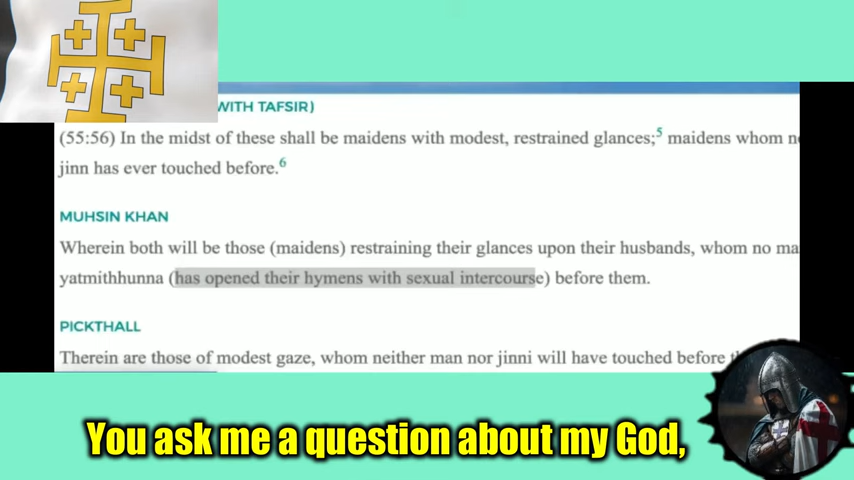 WITH TAFSIR)
(55:56) In the midst of these shall be maidens with modest, restrained glances;5 maidens whom
jinn has ever touched before.6
MUHSIN KHAN
Wherein both will be those (maidens) restraining their glances upon their husbands, whom no
yatmithhunna (has opened their hymens with sexual intercourse) before them.
PICKTHALL
Therein are those of modest gaze, whom neither man nor jinni will have touched before
You ask me a question about my God,